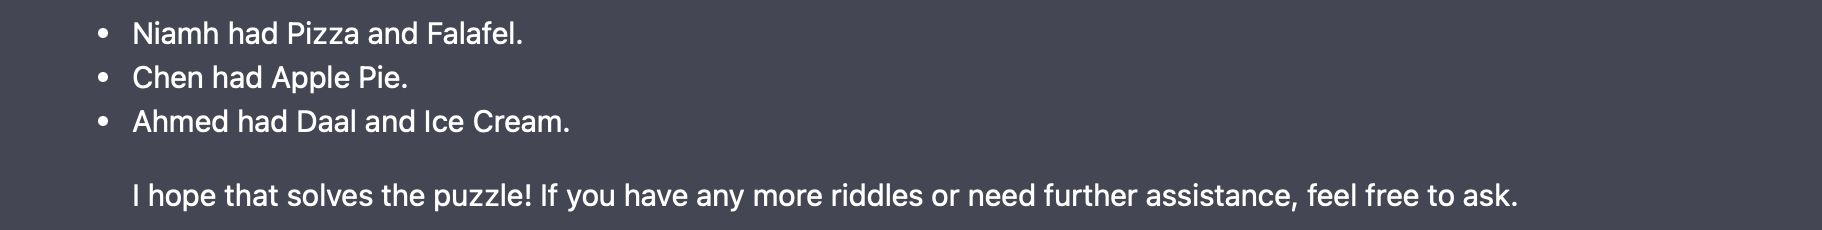 • Niamh had Pizza and Falafel.
• Chen had Apple Pie.
• Ahmed had Daal and Ice Cream.
I hope that solves the puzzle! If you have any more riddles or need further assistance, feel free to ask.